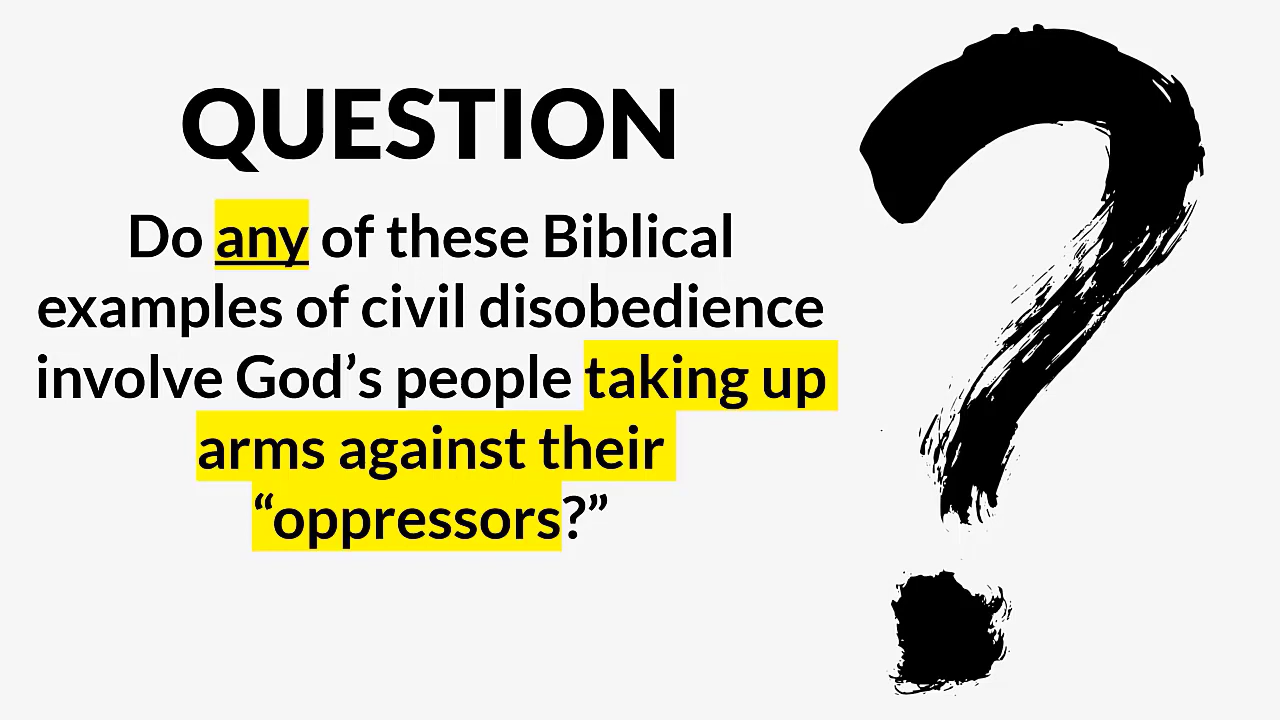 QUESTION
Do any of these Biblical
examples of civil disobedience
involve God’s people taking up
arms against their
“oppressors?”